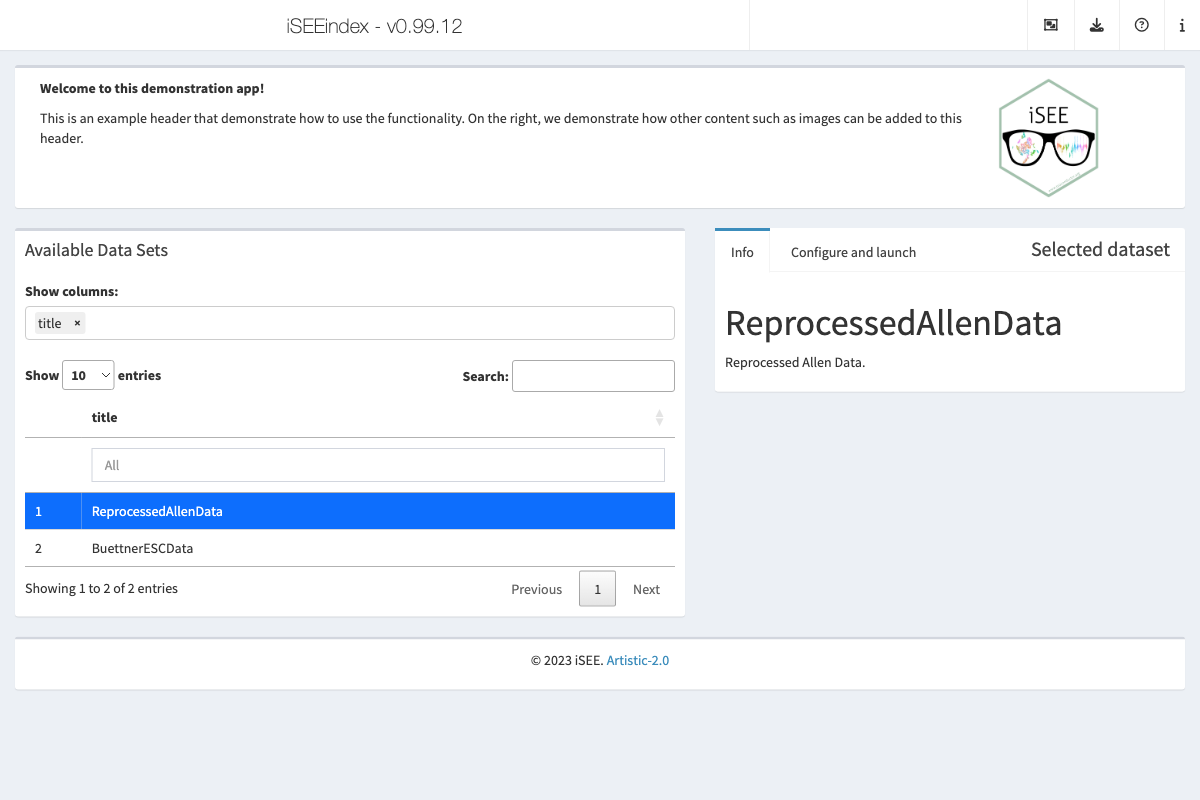 iSEEindex - v0.99.12
Welcome to this demonstration app!
This is an example header that demonstrate how to use the functionality. On the right, we demonstrate how other content such as images can be added to this
header.
iSEE
Available Data Sets
Show columns:
title ×
Show 10 entries
Search:
title
All
1 ReprocessedAllenData
2 BuettnerESCData
Showing 1 to 2 of 2 entries
Previous 1 Next
Info
Configure and launch
Selected dataset
ReprocessedAllenData
Reprocessed Allen Data.
© 2023 iSEE. Artistic-2.0